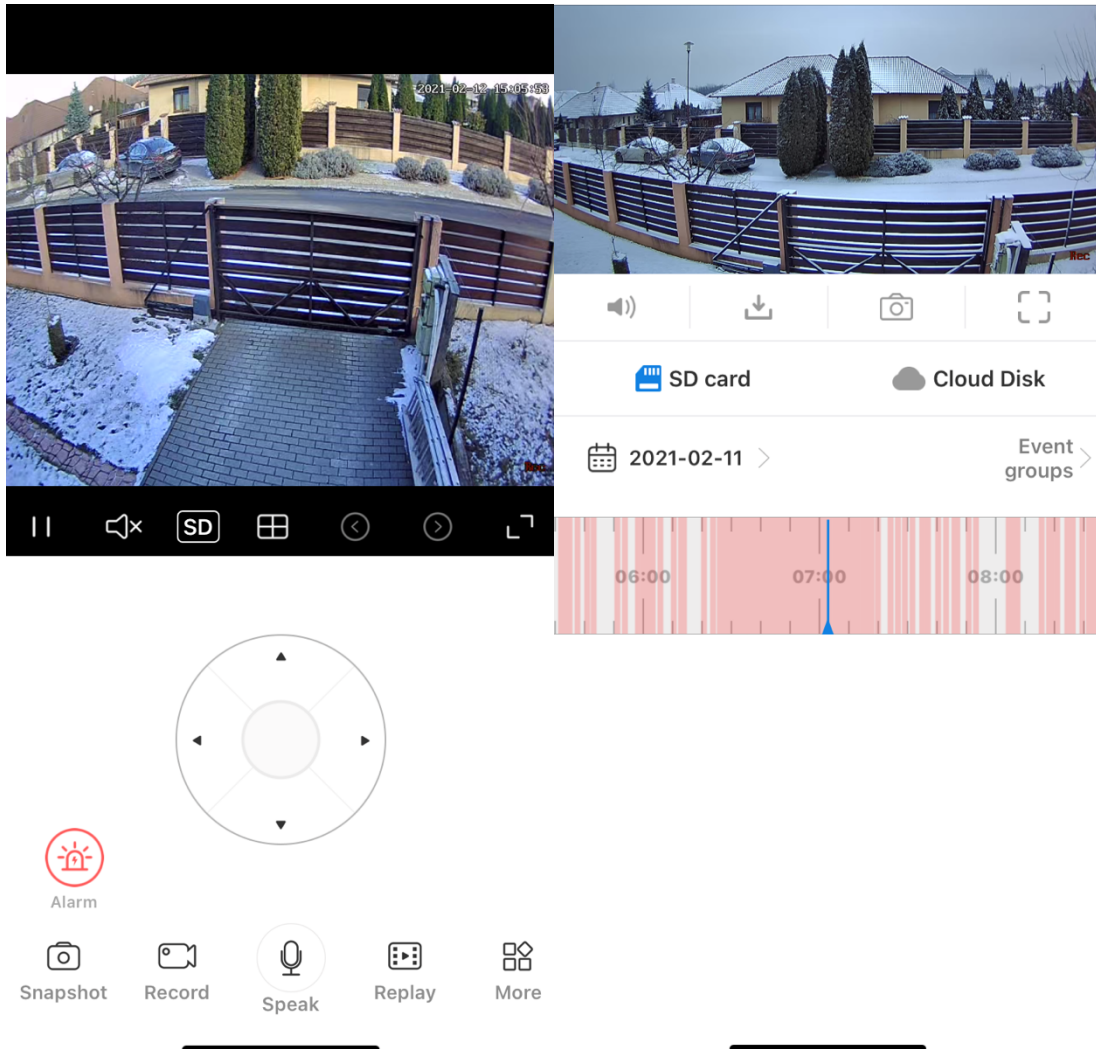 2021-02-12 15:05:53
Rec
SD
Alarm
Snapshot
Record
Speak
Replay
More
Rec
SD card
Cloud Disk
2021-02-11
Event
groups
06:00
07:00
08:00